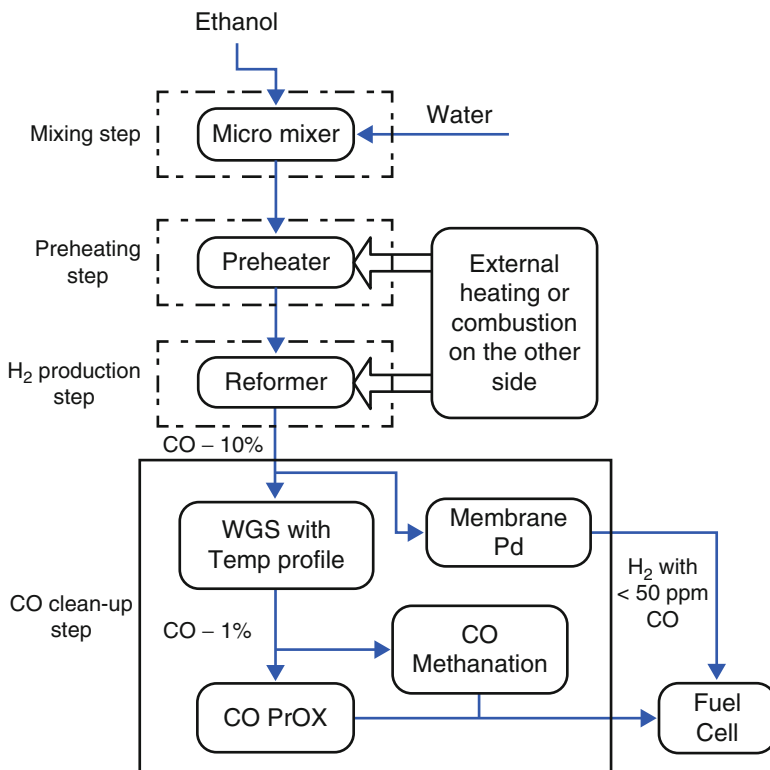 Ethanol
Mixing step
Micro mixer
Water
Preheating
step
Preheater
External
heating or
combustion
on the other
side
H₂ production
step
Reformer
CO – 10%
WGS with
Temp profile
Membrane
Pd
H₂ with
< 50 ppm
CO
CO clean-up
step
CO – 1%
CO
Methanation
CO PrOX
Fuel
Cell